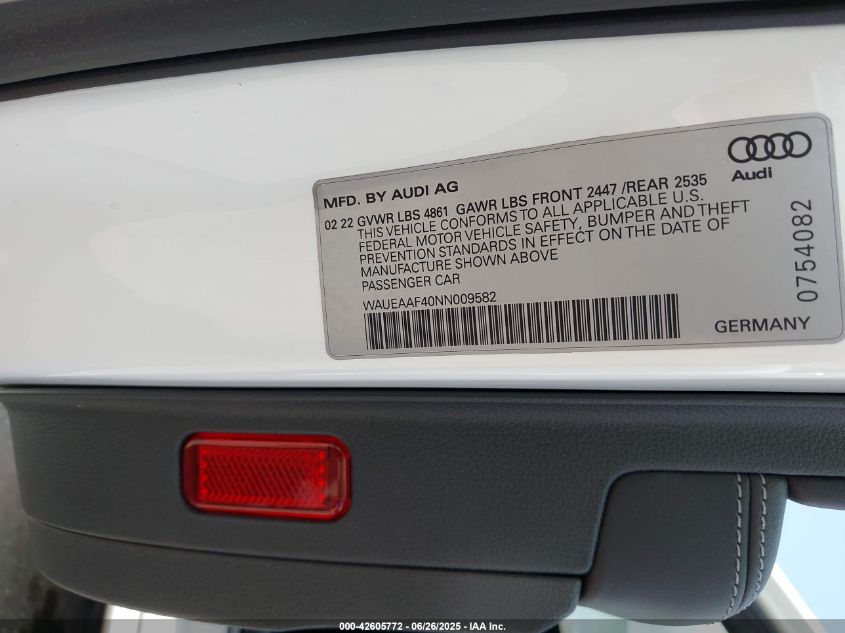 MFD. BY AUDI AG
02 22 GVWR LBS 4861 GAWR LBS FRONT 2447 /REAR 2535
THIS VEHICLE CONFORMS TO ALL APPLICABLE U.S.
FEDERAL MOTOR VEHICLE SAFETY, BUMPER AND THEFT
PREVENTION STANDARDS IN EFFECT ON THE DATE OF
MANUFACTURE SHOWN ABOVE
PASSENGER CAR
WAUEAAF40NN009582
Audi
0754082
GERMANY
000-42605772 - 06/26/2025 - IAA Inc.